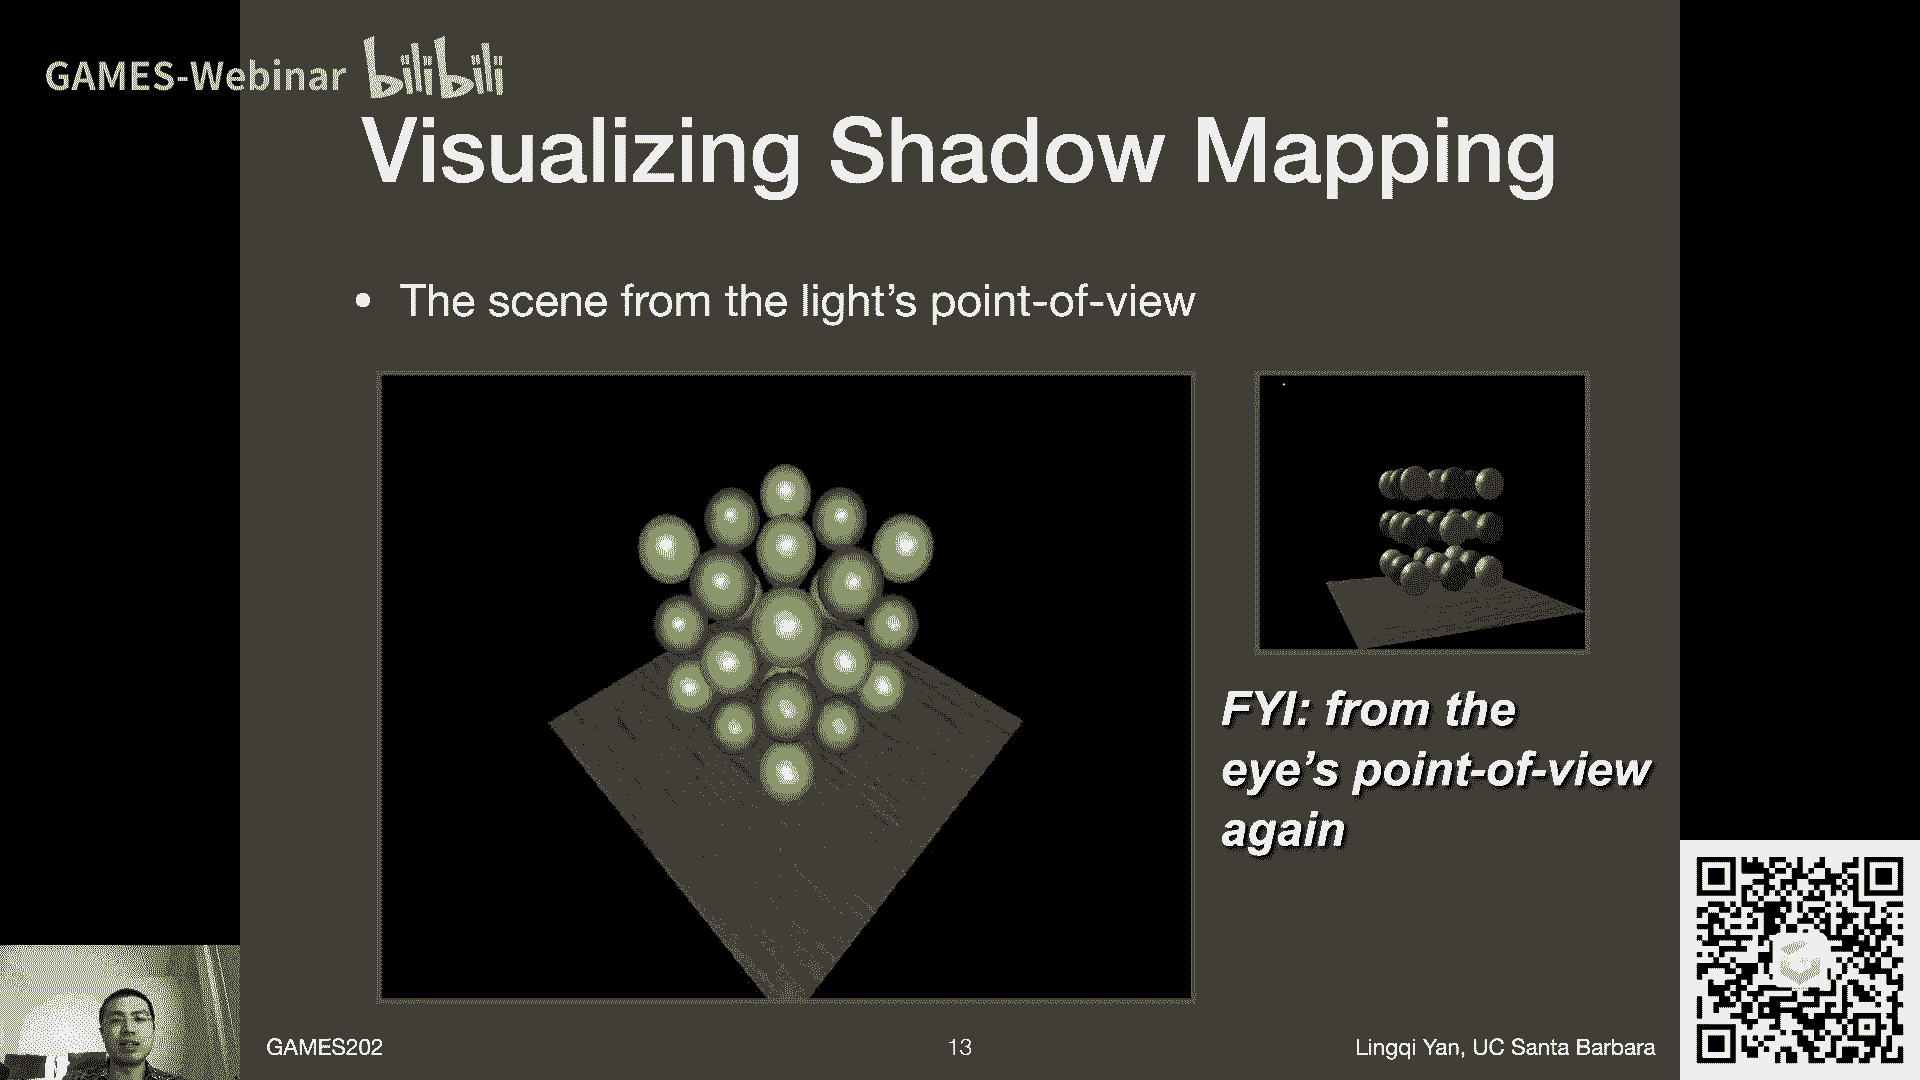 GAMES-Webinar bilibili
Visualizing Shadow Mapping
• The scene from the light’s point-of-view
FYI: from the
eye’s point-of-view
again
GAMES202
13
Lingqi Yan, UC Santa Barbara